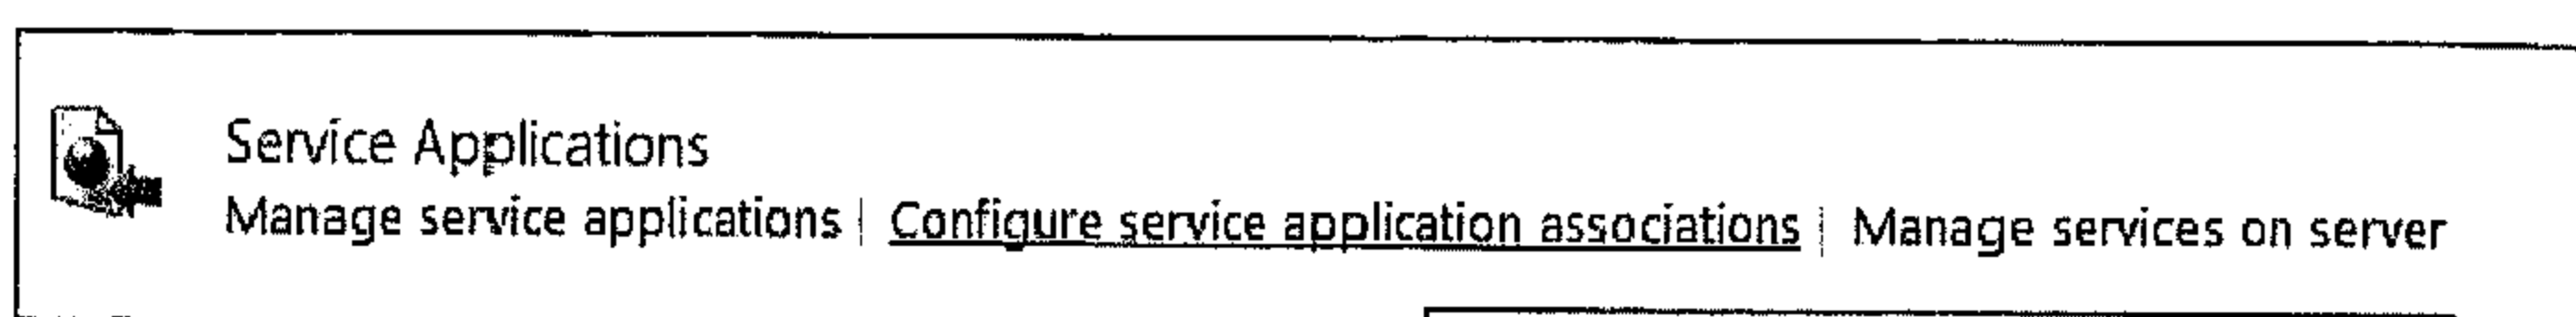 Service Applications
Manage service applications | Configure service application associations | Manage services on server